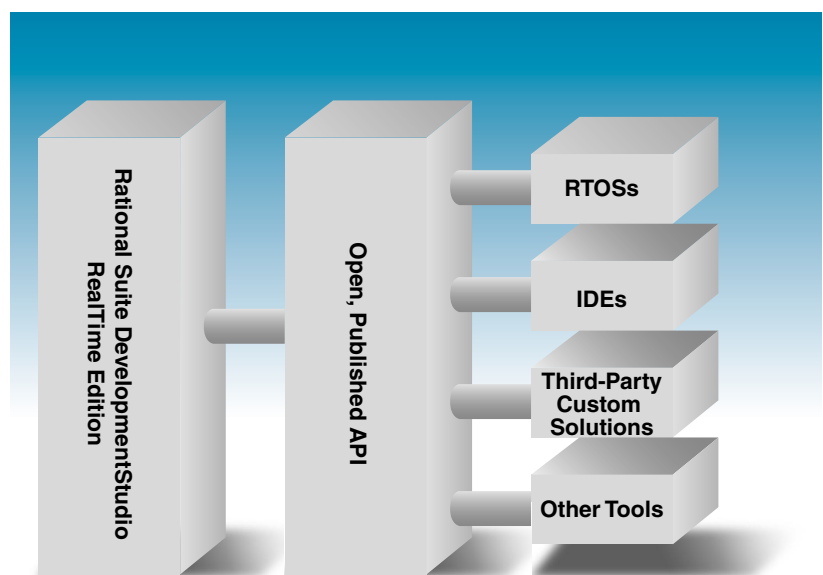 Rational Suite DevelopmentStudio
RealTime Edition
Open, Published API
RTOSs
IDEs
Third-Party
Custom
Solutions
Other Tools